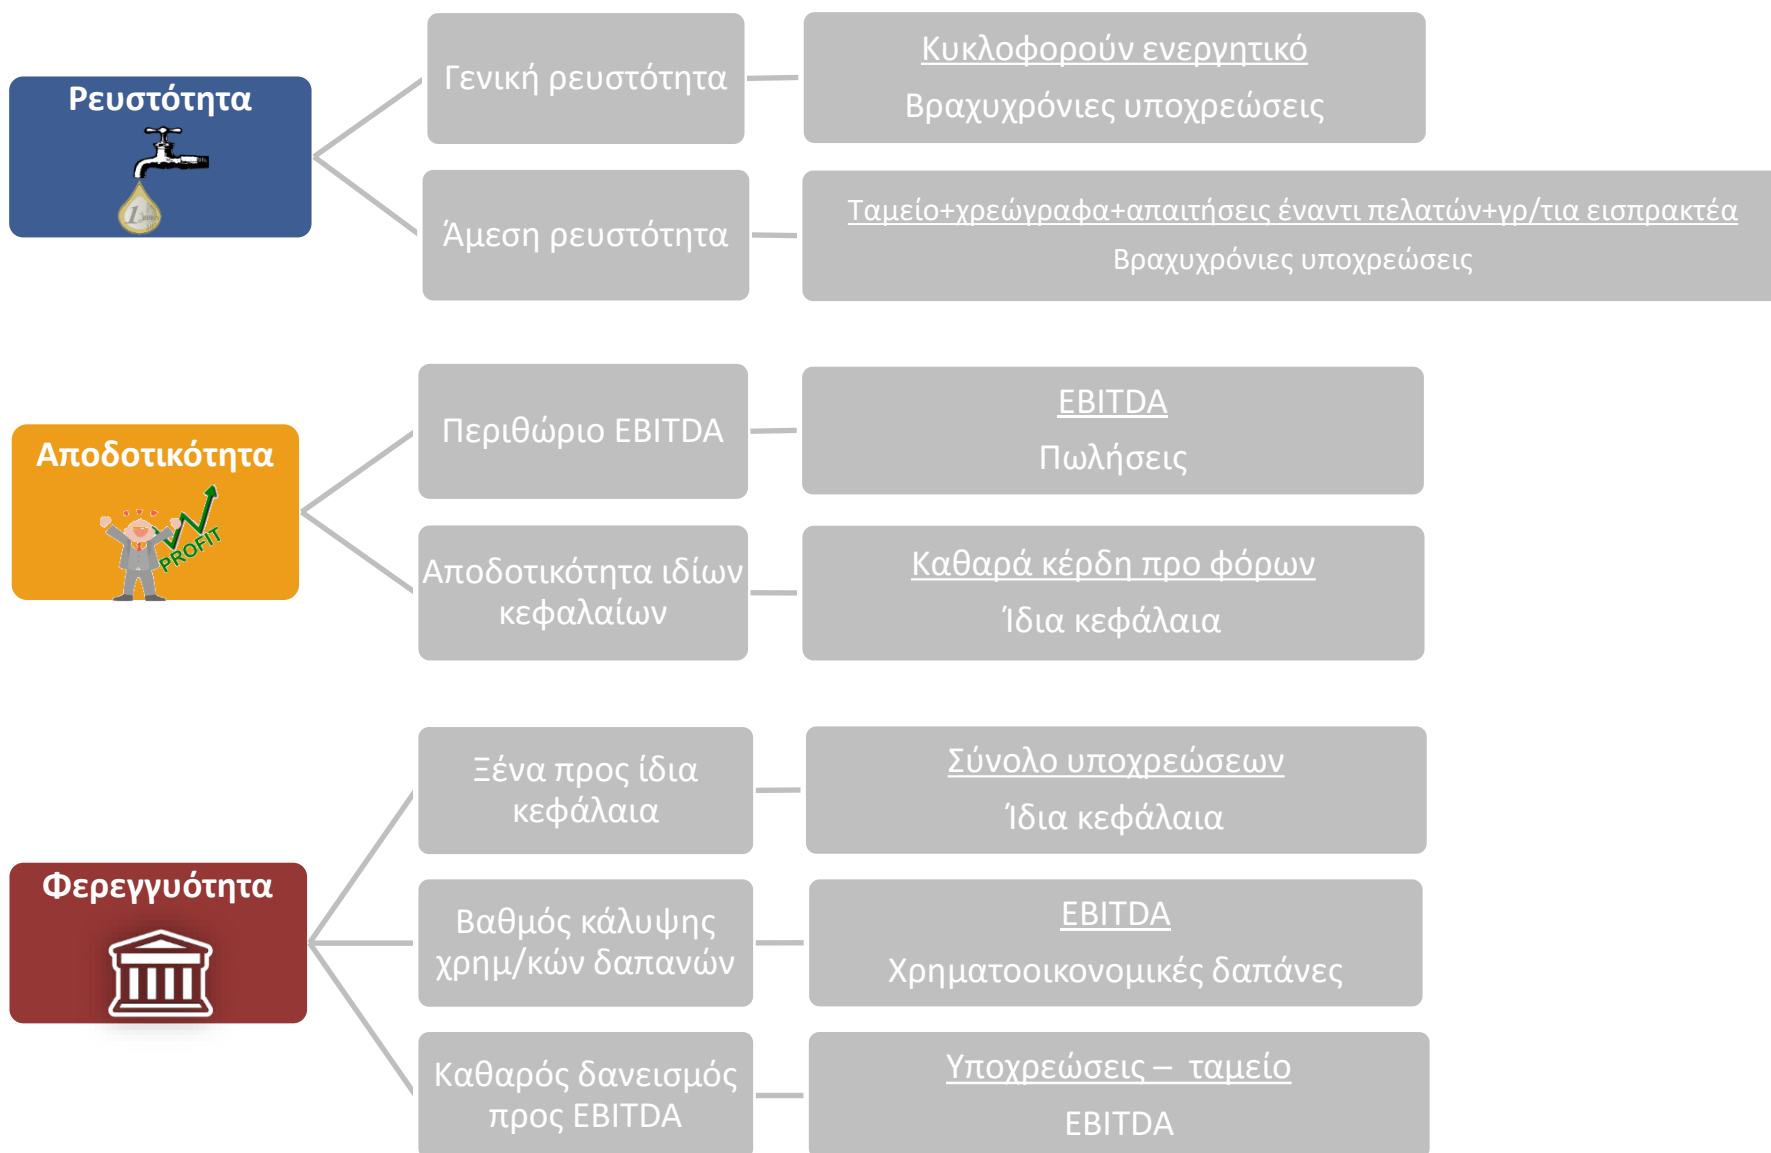 Ρευστότητα
Γενική ρευστότητα
Κυκλοφορούν ενεργητικό
Βραχυχρόνιες υποχρεώσεις
Άμεση ρευστότητα
Ταμείο+χρεώγραφα+απαιτήσεις έναντι πελατών+γρ/τια εισπρακτέα
Βραχυχρόνιες υποχρεώσεις
Αποδοτικότητα
PROFIT
Περιθώριο EBITDA
EBITDA
Πωλήσεις
Αποδοτικότητα ιδίων
κεφαλαίων
Καθαρά κέρδη προ φόρων
Ίδια κεφάλαια
Φερεγγυότητα
Ξένα προς ίδια
κεφάλαια
Σύνολο υποχρεώσεων
Ίδια κεφάλαια
Βαθμός κάλυψης
χρημ/κών δαπανών
EBITDA
Χρηματοοικονομικές δαπάνες
Καθαρός δανεισμός
προς EBITDA
Υποχρεώσεις – ταμείο
EBITDA